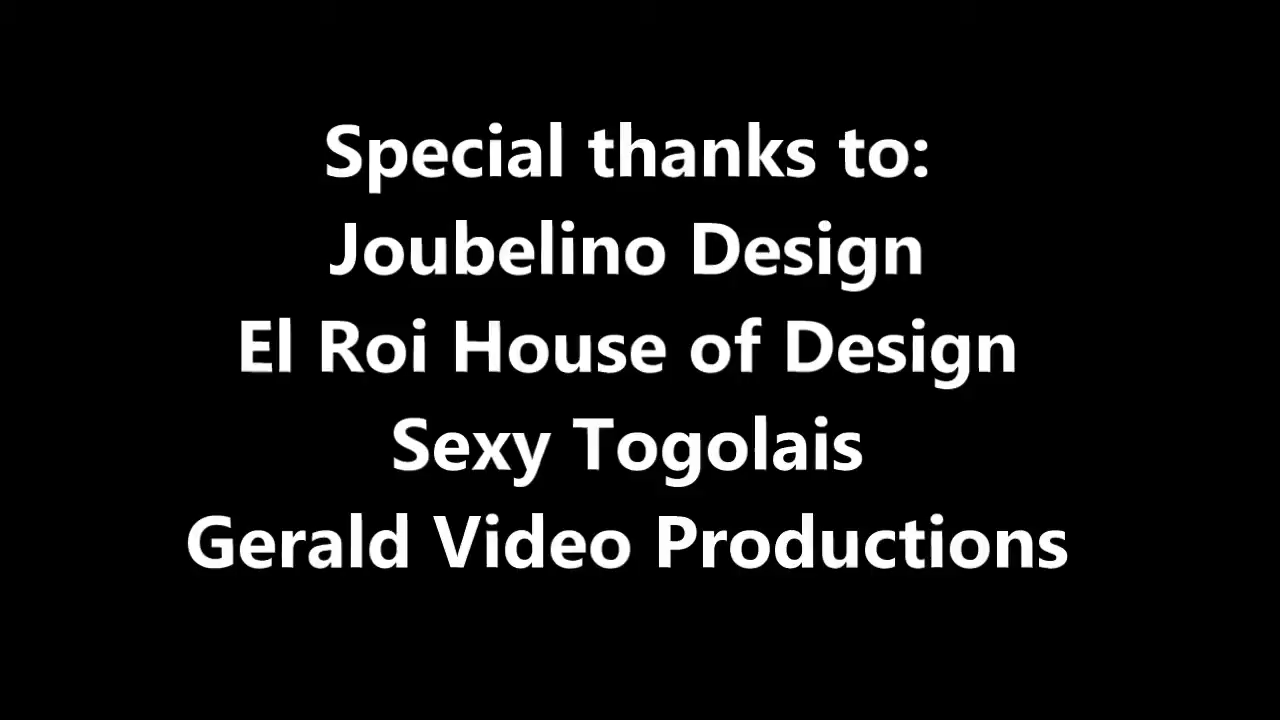 Special thanks to:
Joubelino Design
El Roi House of Design
Sexy Togolais
Gerald Video Productions